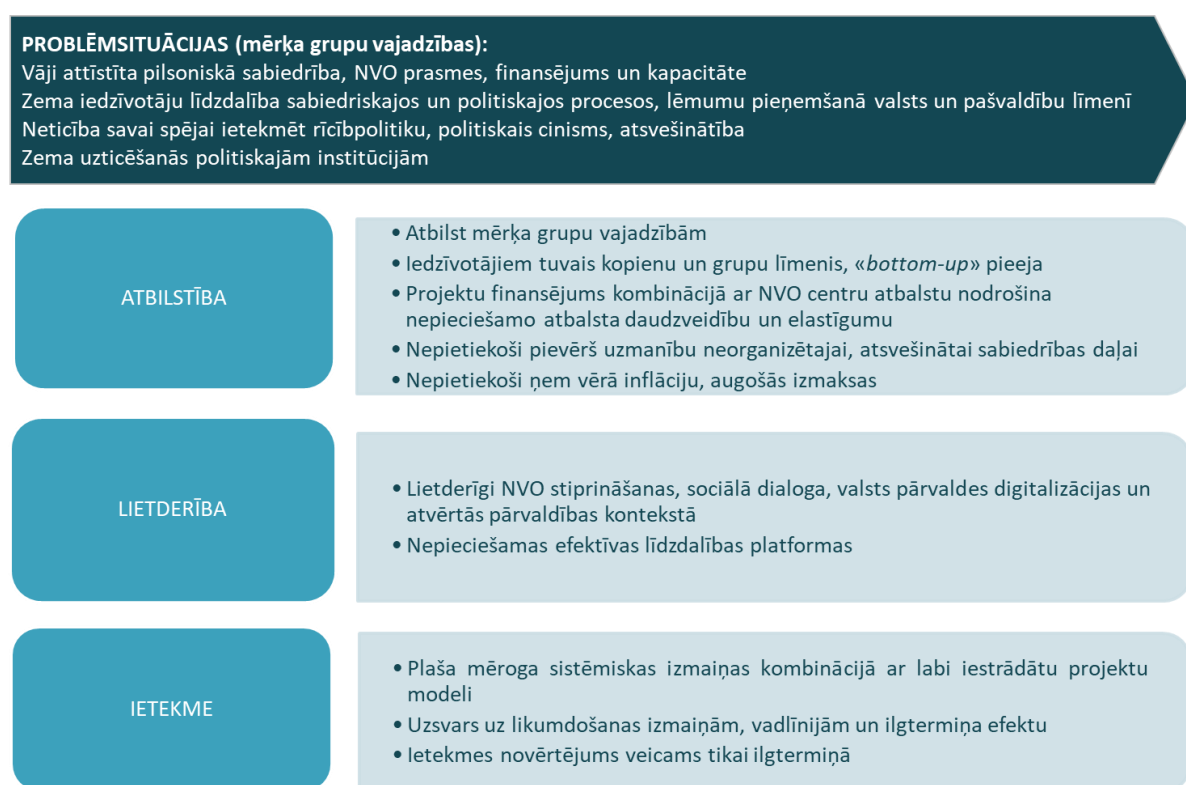 PROBLĒMSITUĀCIJAS (mērķa grupu vajadzības):
Vāji attīstīta pilsoniskā sabiedrība, NVO prasmes, finansējums un kapacitāte
Zema iedzīvotāju līdzdalība sabiedriskajos un politiskajos procesos, lēmumu pieņemšanā valsts un pašvaldību līmenī
Neticība savai spējai ietekmēt rīcībpolitiku, politiskais cinisms, atsvešinātība
Zema uzticēšanās politiskajām institūcijām
ATBILSTĪBA
• Atbilst mērķa grupu vajadzībām
• Iedzīvotājiem tuvais kopienu un grupu līmenis, «bottom-up» pieeja
• Projektu finansējums kombinācijā ar NVO centru atbalstu nodrošina
nepieciešamo atbalsta daudzveidību un elastīgumu
• Nepietiekoši pievērš uzmanību neorganizētajai, atsvešinātai sabiedrības daļai
• Nepietiekoši ņem vērā inflāciju, augošās izmaksas
LIETDERĪBA
• Lietderīgi NVO stiprināšanas, sociālā dialoga, valsts pārvaldes digitalizācijas un
atvērtās pārvaldības kontekstā
• Nepieciešamas efektīvas līdzdalības platformas
IETEKME
• Plaša mēroga sistēmiskas izmaiņas kombinācijā ar labi iestrādātu projektu
modeli
• Uzsvars uz likumdošanas izmaiņām, vadlīnijām un ilgtermiņa efektu
• Ietekmes novērtējums veicams tikai ilgtermiņā